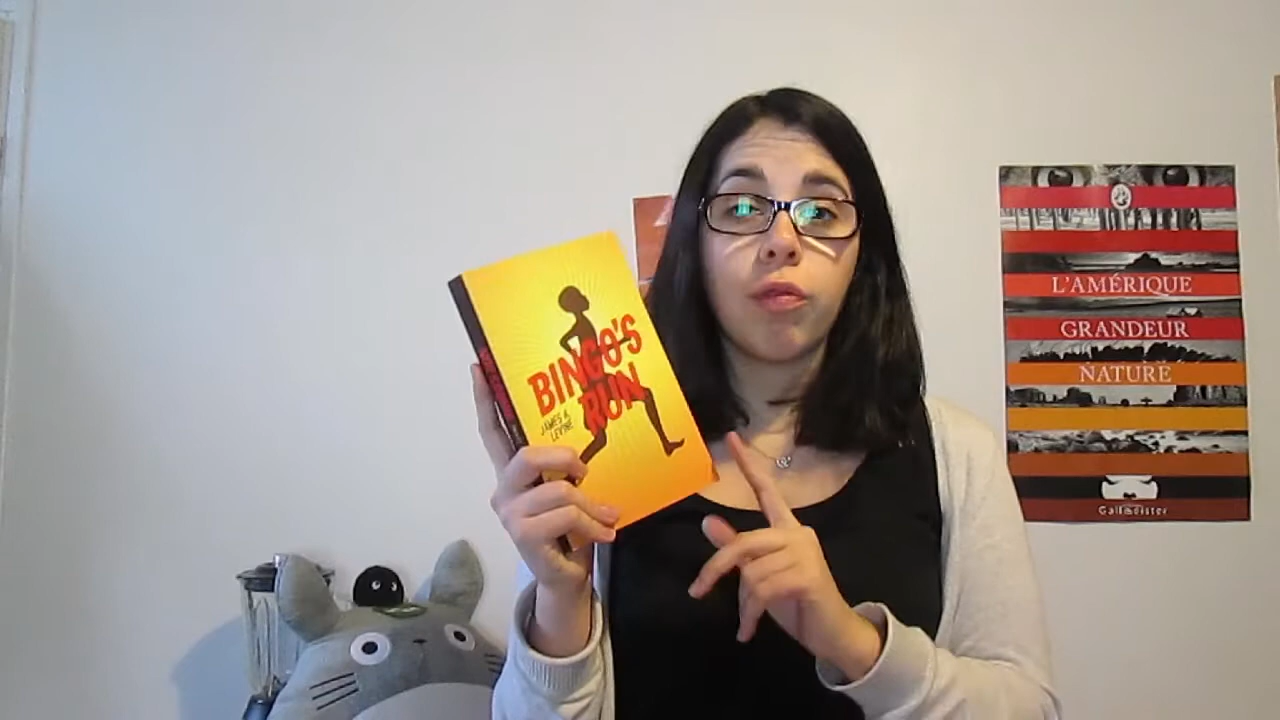 BINGO'S
RUN
JAMES A.
LEVINE
L'AMÉRIQUE
GRANDEUR
NATURE
Gallmeister